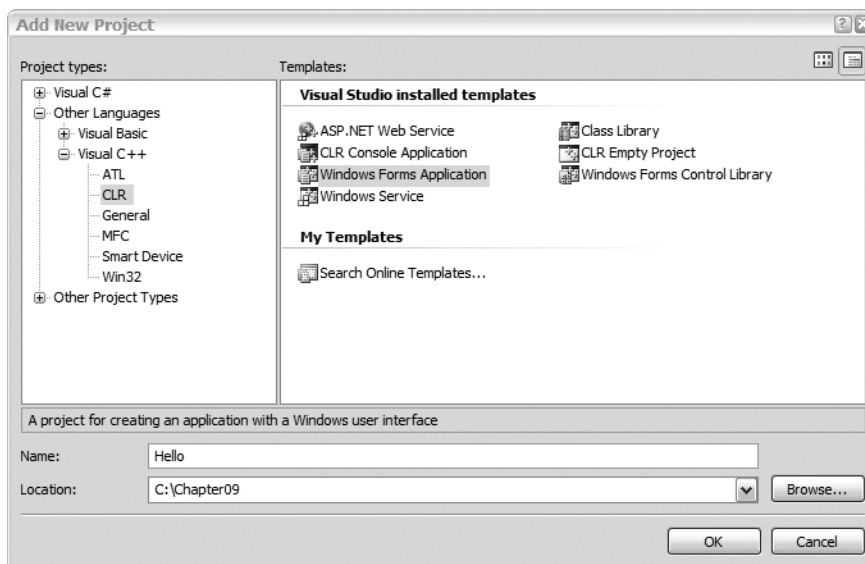 Add New Project
Project types:
Visual C#
Other Languages
Visual Basic
Visual C++
ATL
CLR
General
MFC
Smart Device
Win32
Other Project Types
Templates:
Visual Studio installed templates
ASP.NET Web Service
CLR Console Application
Windows Forms Application
Windows Service
Class Library
CLR Empty Project
Windows Forms Control Library
My Templates
Search Online Templates...
A project for creating an application with a Windows user interface
Name:
Hello
Location:
C:\Chapter09
Browse...
OK
Cancel